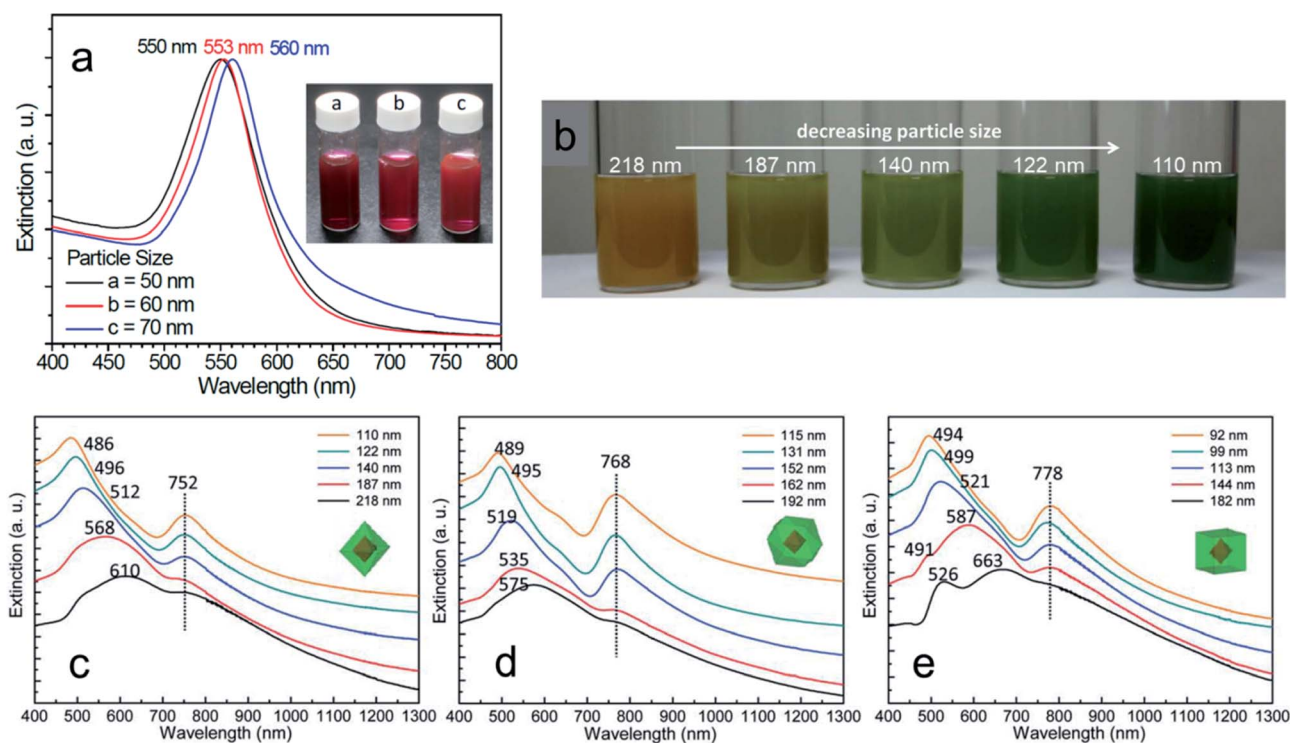 a
550 nm 553 nm 560 nm
a b c
Particle Size
a = 50 nm
b = 60 nm
c = 70 nm
Extinction (a. u.)
400 450 500 550 600 650 700 750 800
Wavelength (nm)
b
decreasing particle size
218 nm 187 nm 140 nm 122 nm 110 nm
486
496
512
568
610
752
110 nm
122 nm
140 nm
187 nm
218 nm
c
Extinction (a. u.)
400 500 600 700 800 900 1000 1100 1200 1300
Wavelength (nm)
489
495
519
535
575
768
115 nm
131 nm
152 nm
162 nm
192 nm
d
Extinction (a. u.)
400 500 600 700 800 900 1000 1100 1200 1300
Wavelength (nm)
494
499
521
587
491
526
663
778
92 nm
99 nm
113 nm
144 nm
182 nm
e
Extinction (a. u.)
400 500 600 700 800 900 1000 1100 1200 1300
Wavelength (nm)